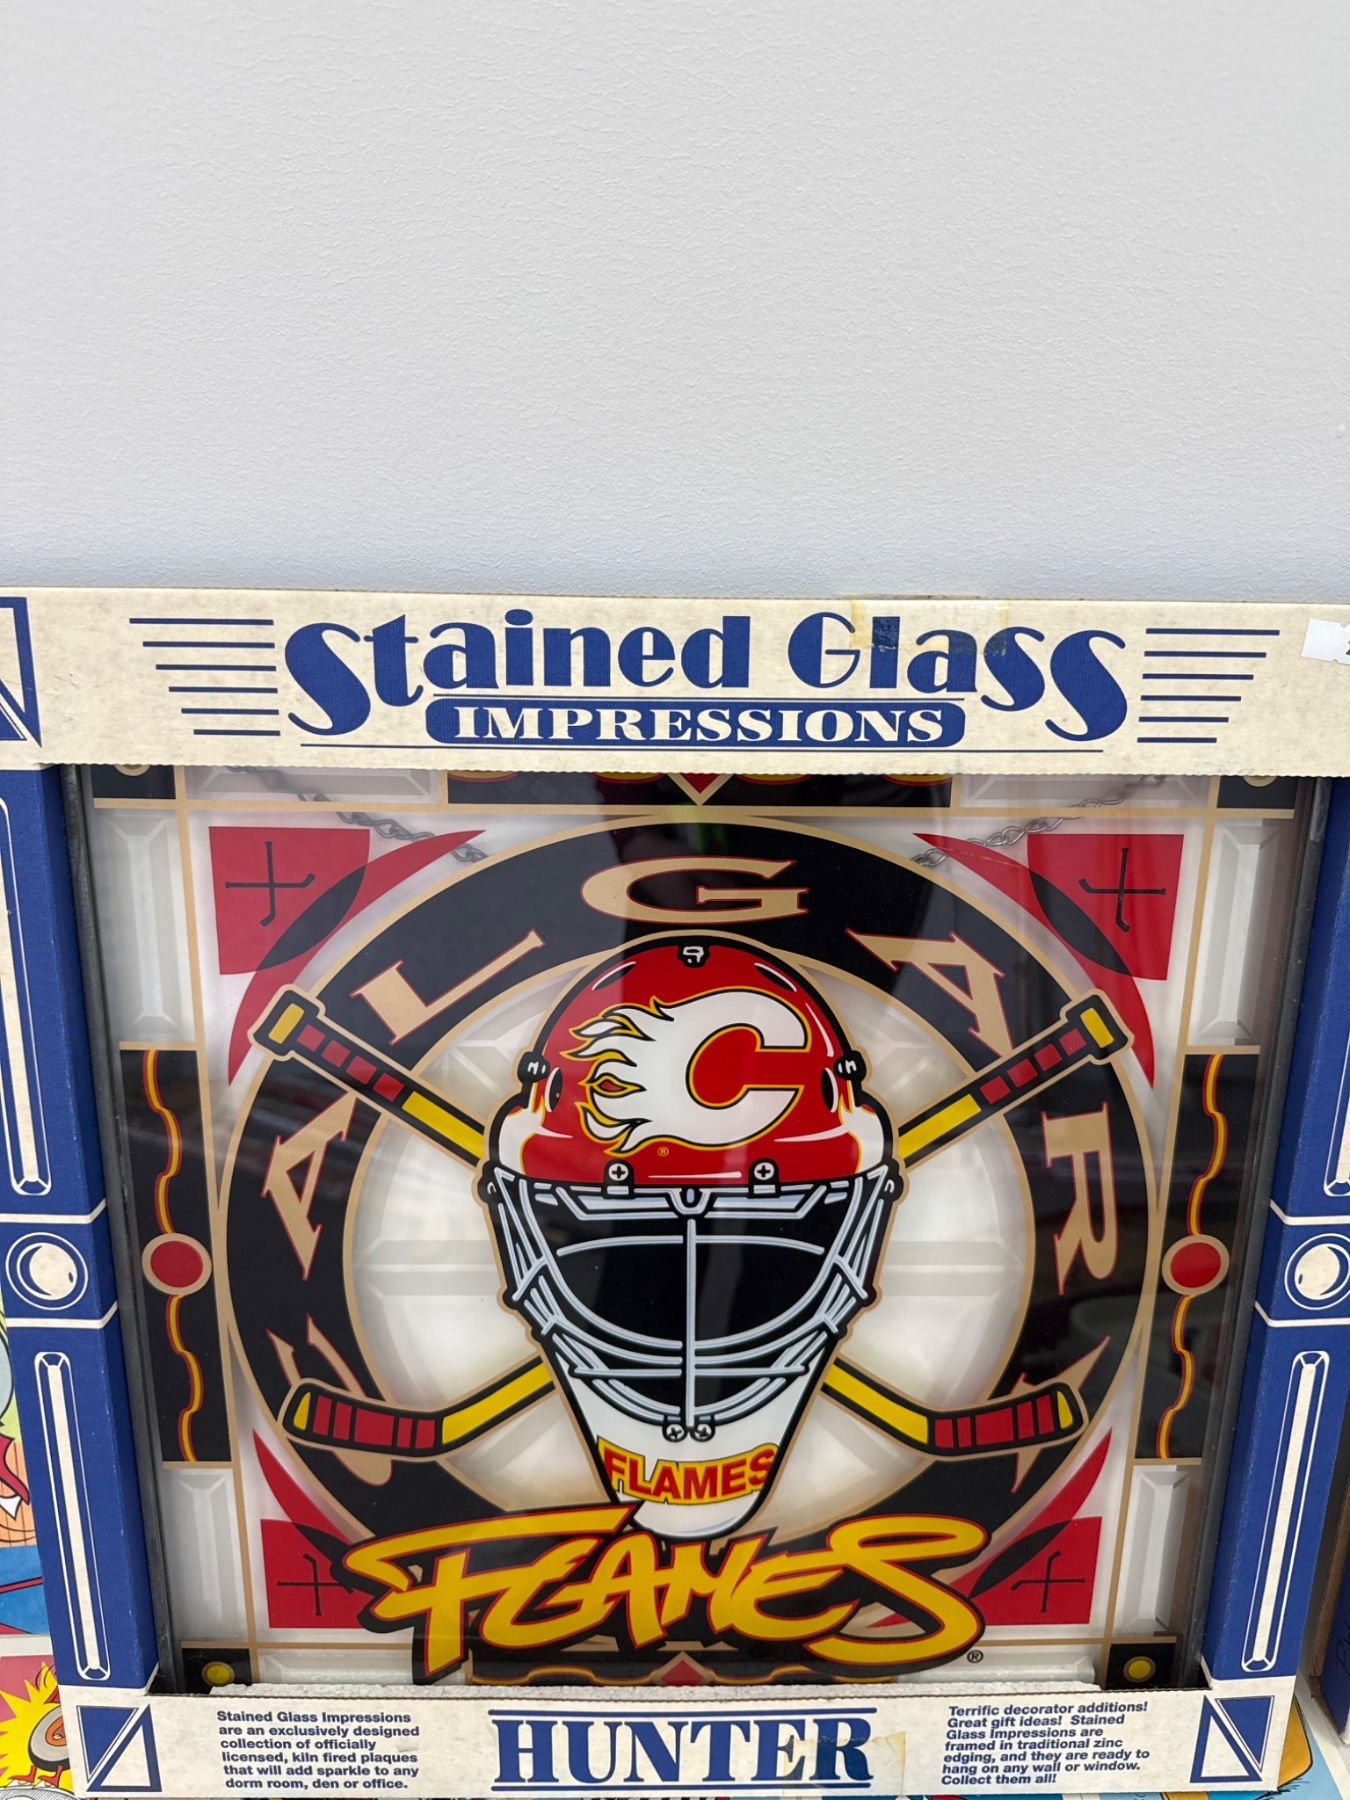 Stained Glass
IMPRESSIONS
CALGARY
C
®
FLAMES
FLAMES
®
Stained Glass Impressions
are an exclusively designed
collection of officially
licensed, kiln fired plaques
that will add sparkle to any
dorm room, den or office.
HUNTER
Terrific decorator additions!
Great gift ideas! Stained
Glass Impressions are
framed in traditional zinc
edging, and they are ready to
hang on any wall or window.
Collect them all!